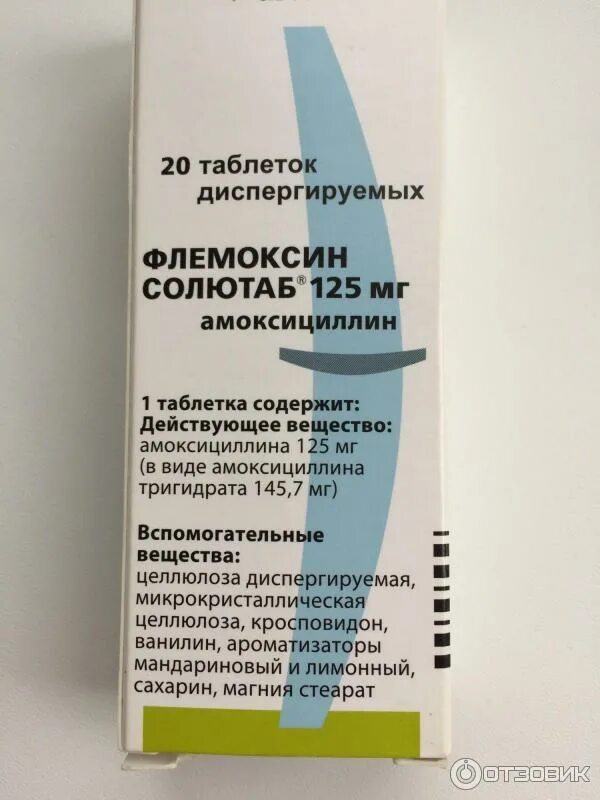 20 таблеток
диспергируемых
ФЛЕМОКСИН
СОЛЮТАБ® 125 мг
амоксициллин
1 таблетка содержит:
Действующее вещество:
амоксициллина 125 мг
(в виде амоксициллина
тригидрата 145,7 мг)
Вспомогательные
вещества:
целлюлоза диспергируемая,
микрокристаллическая
целлюлоза, кросповидон,
ванилин, ароматизаторы
мандариновый и лимонный,
сахарин, магния стеарат
ОТЗОВИК